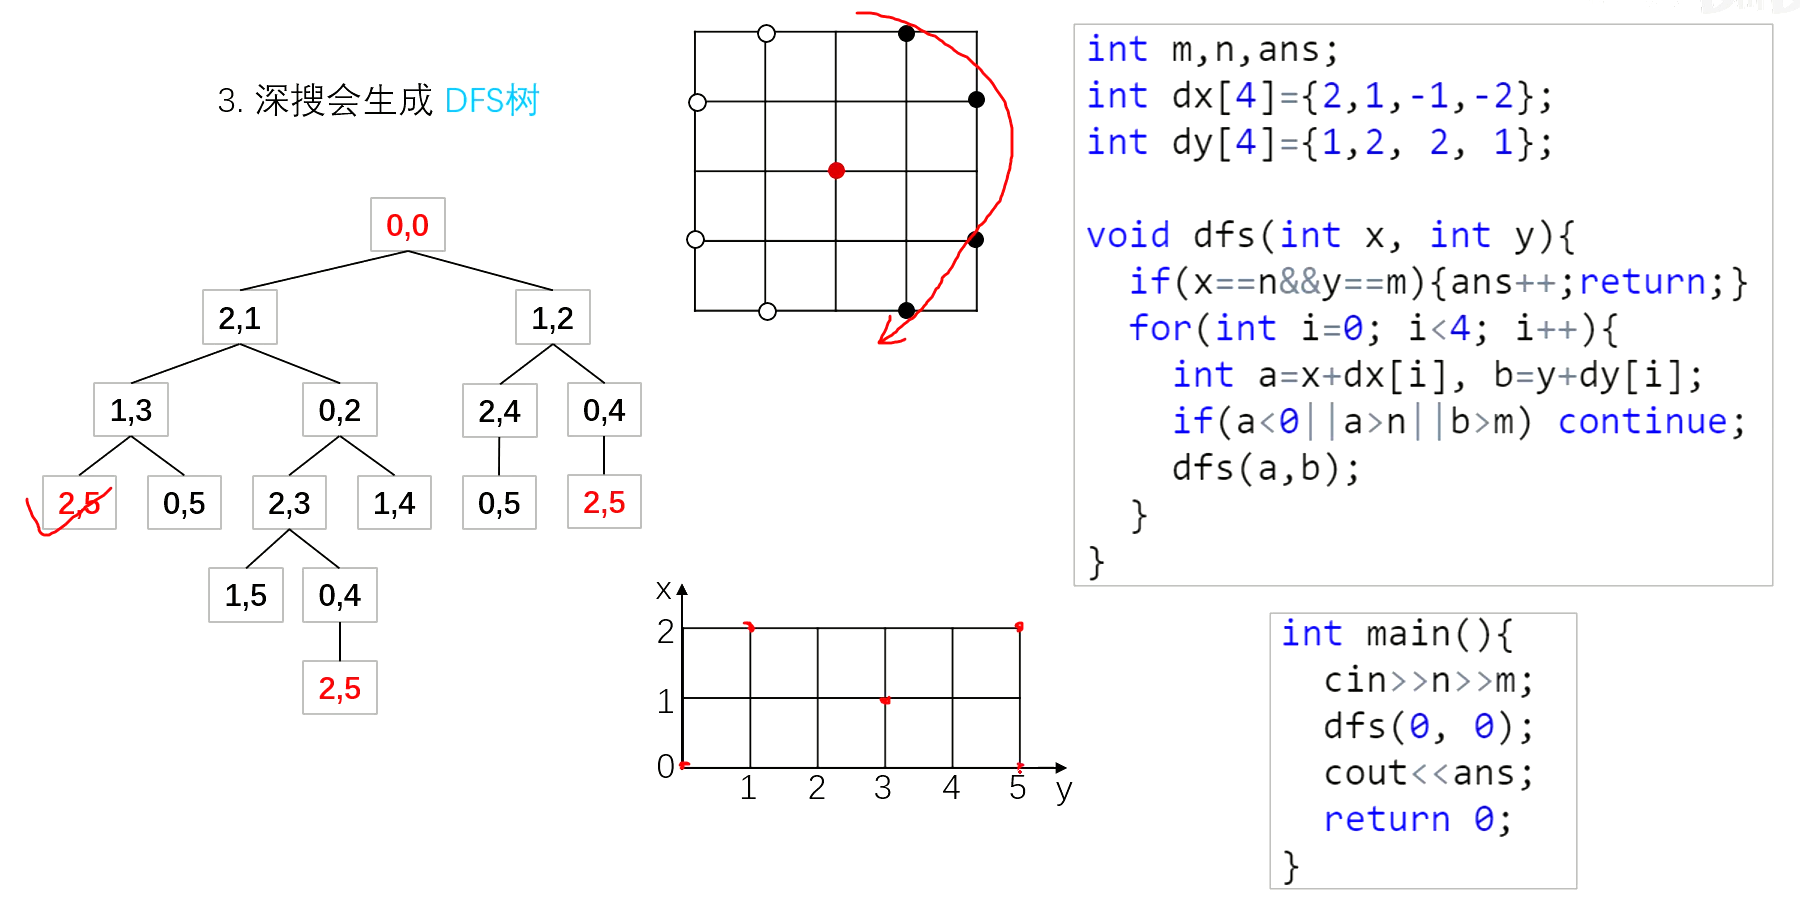 3. 深搜会生成 DFS树
0,0
2,1
1,2
1,3
0,2
2,4
0,4
2,5
0,5
2,3
1,4
0,5
2,5
1,5
0,4
2,5
x
2
1
0
1
2
3
4
5
y
int m,n,ans;
int dx[4]={2,1,-1,-2};
int dy[4]={1,2, 2, 1};
void dfs(int x, int y){
if(x==n&&y==m){ans++;return;}
for(int i=0; i<4; i++){
int a=x+dx[i], b=y+dy[i];
if(a<0||a>n||b>m) continue;
dfs(a,b);
}
}
int main(){
cin>>n>>m;
dfs(0, 0);
cout<<ans;
return 0;
}